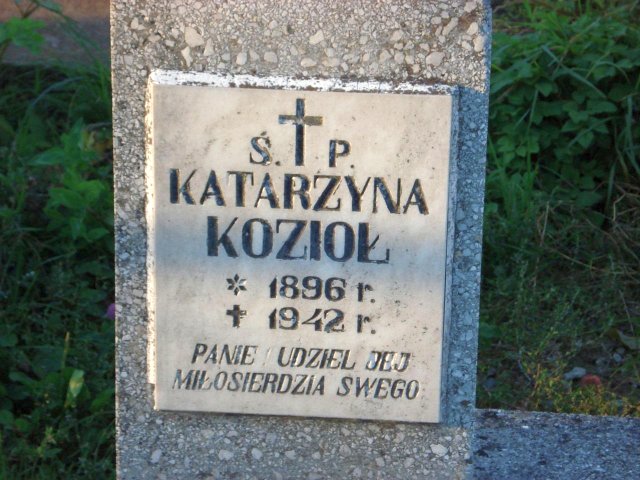 Ś. P.
KATARZYNA
KOZIOŁ
* 1896 r.
✝ 1942 r.
PANIE UDZIEL JEJ
MIŁOSIERDZIA SWEGO